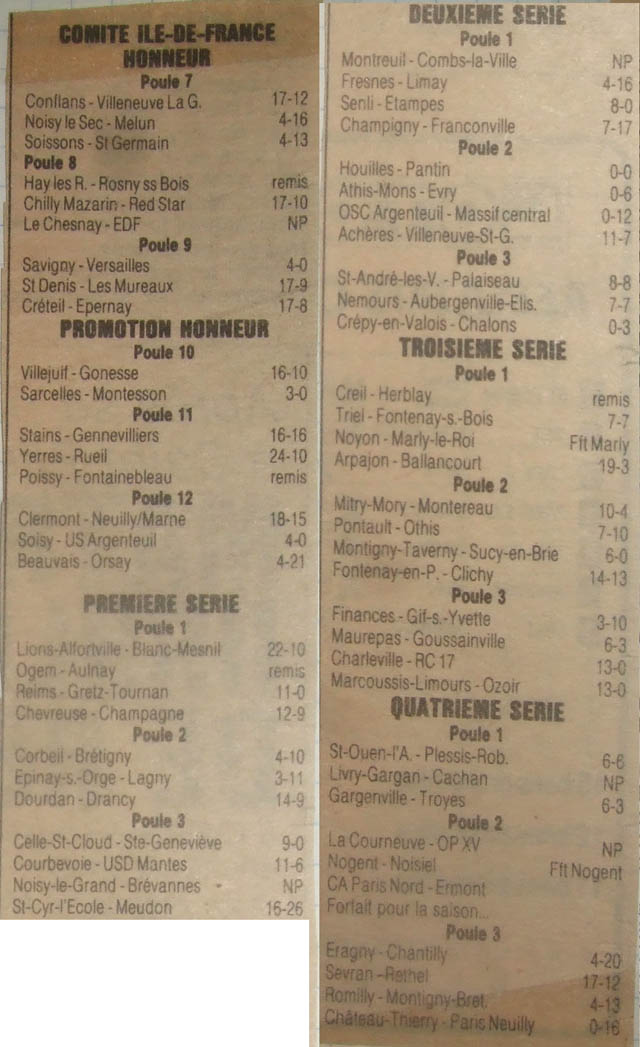 COMITE ILE-DE-FRANCE
HONNEUR
Poule 7
Conflans - Villeneuve La G. 17-12
Noisy le Sec - Melun 4-16
Soissons - St Germain 4-13
Poule 8
Hay les R. - Rosny ss Bois remis
Chilly Mazarin - Red Star 17-10
Le Chesnay - EDF NP
Poule 9
Savigny - Versailles 4-0
St Denis - Les Mureaux 17-9
Créteil - Epernay 17-8
PROMOTION HONNEUR
Poule 10
Villejuif - Gonesse 16-10
Sarcelles - Montesson 3-0
Poule 11
Stains - Gennevilliers 16-16
Yerres - Rueil 24-10
Poissy - Fontainebleau remis
Poule 12
Clermont - Neuilly/Marne 18-15
Soisy - US Argenteuil 4-0
Beauvais - Orsay 4-21
PREMIERE SERIE
Poule 1
Lions-Alfortville - Blanc-Mesnil 22-10
Ogem - Aulnay remis
Reims - Gretz-Tournan 11-0
Chevreuse - Champagne 12-9
Poule 2
Corbeil - Brétigny 4-10
Epinay-s.-Orge - Lagny 3-11
Dourdan - Drancy 14-9
Poule 3
Celle-St-Cloud - Ste-Geneviève 9-0
Courbevoie - USD Mantes 11-6
Noisy-le-Grand - Brévannes - NP
St-Cyr-l'Ecole - Meudon 16-26
DEUXIEME SERIE
Poule 1
Montreuil - Combs-la-Ville NP
Fresnes - Limay 4-16
Senli - Etampes 8-0
Champigny - Franconville 7-17
Poule 2
Houilles - Pantin 0-0
Athis-Mons - Evry 0-6
OSC Argenteuil - Massif central 0-12
Achères - Villeneuve-St-G. 11-7
Poule 3
St-André-les-V. - Palaiseau 8-8
Nemours - Aubergenville-Elis. 7-7
Crépy-en-Valois - Chalons 0-3
TROISIEME SERIE
Poule 1
Creil - Herblay remis
Triel - Fontenay-s.-Bois 7-7
Noyon - Marly-le-Roi Fft Marly
Arpajon - Ballancourt 19-3
Poule 2
Mitry-Mory - Montereau 10-4
Pontault - Othis 7-10
Montigny-Taverny - Sucy-en-Brie 6-0
Fontenay-en-P. - Clichy 14-13
Poule 3
Finances - Gif-s.-Yvette 3-10
Maurepas - Goussainville 6-3
Charleville - RC 17 13-0
Marcoussis-Limours - Ozoir 13-0
QUATRIEME SERIE
Poule 1
St-Ouen-l'A. - Plessis-Rob. 6-6
Livry-Gargan - Cachan NP
Gargenville - Troyes 6-3
Poule 2
La Courneuve - OP XV NP
Nogent - Noisiel Fft Nogent
CA Paris Nord - Ermont
Forfait pour la saison...
Poule 3
Eragny - Chantilly 4-20
Sevran - Rethel 17-12
Romilly - Montigny-Bret. 4-13
Château-Thierry - Paris Neuilly 0-16